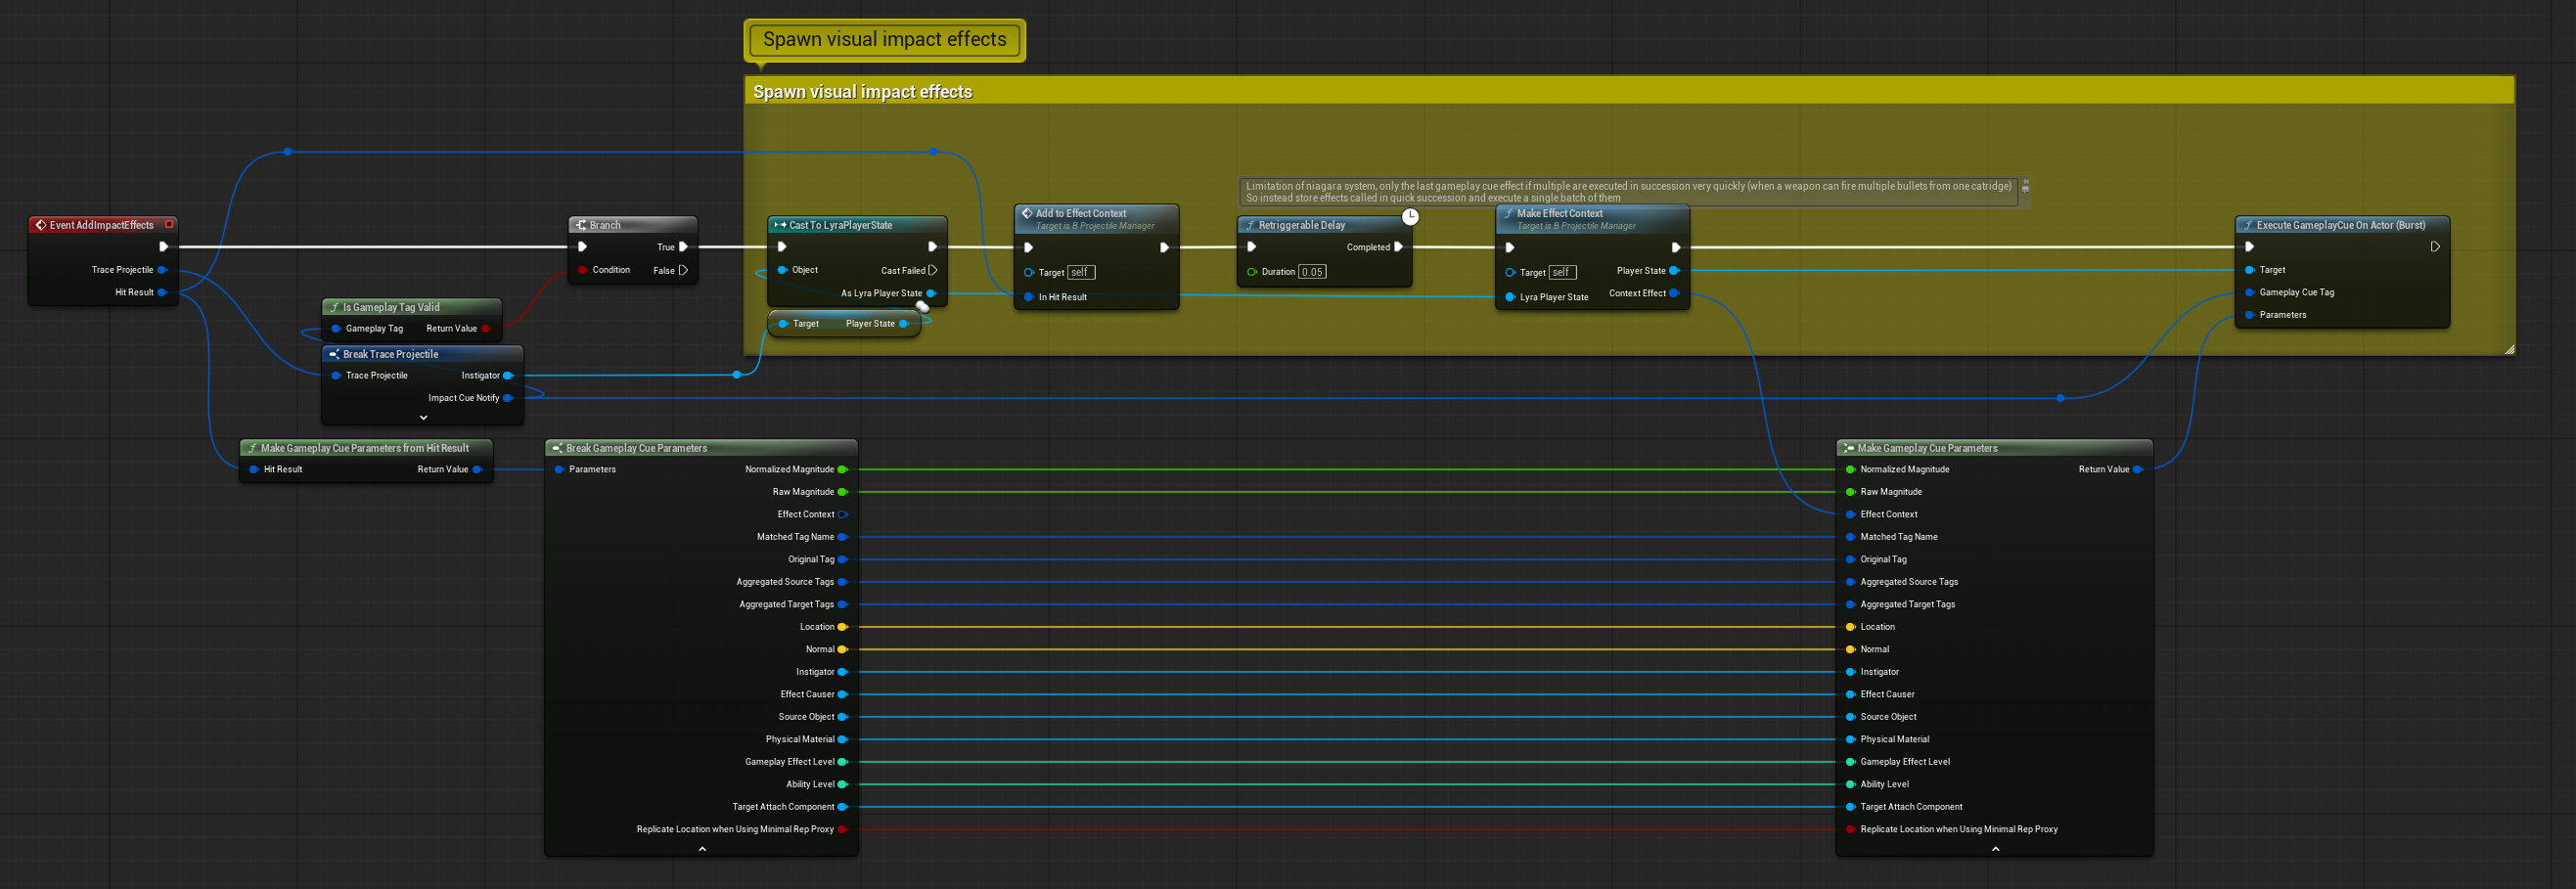 Spawn visual impact effects
Spawn visual impact effects
Limitation of niagara system, only the last gameplay cue effect if multiple are executed in succession very quickly (when a weapon can fire multiple bullets from one catridge)
So instead store effects called in quick succession and execute a single batch of them
Event AddImpactEffects
Trace Projectile
Hit Result
Branch
True
Condition
False
Is Gameplay Tag Valid
Gameplay Tag
Return Value
Break Trace Projectile
Trace Projectile
Instigator
Impact Cue Notify
Cast To LyraPlayerState
Object
Cast Failed
As Lyra Player State
Target
Player State
Add to Effect Context
Target is B Projectile Manager
Target self
In Hit Result
Retriggerable Delay
Completed
Duration 0.05
Make Effect Context
Target is B Projectile Manager
Target self
Player State
Lyra Player State
Context Effect
Execute GameplayCue On Actor (Burst)
Target
Gameplay Cue Tag
Parameters
Make Gameplay Cue Parameters from Hit Result
Hit Result
Return Value
Break Gameplay Cue Parameters
Parameters
Normalized Magnitude
Raw Magnitude
Effect Context
Matched Tag Name
Original Tag
Aggregated Source Tags
Aggregated Target Tags
Location
Normal
Instigator
Effect Causer
Source Object
Physical Material
Gameplay Effect Level
Ability Level
Target Attach Component
Replicate Location when Using Minimal Rep Proxy
Make Gameplay Cue Parameters
Normalized Magnitude
Return Value
Raw Magnitude
Effect Context
Matched Tag Name
Original Tag
Aggregated Source Tags
Aggregated Target Tags
Location
Normal
Instigator
Effect Causer
Source Object
Physical Material
Gameplay Effect Level
Ability Level
Target Attach Component
Replicate Location when Using Minimal Rep Proxy